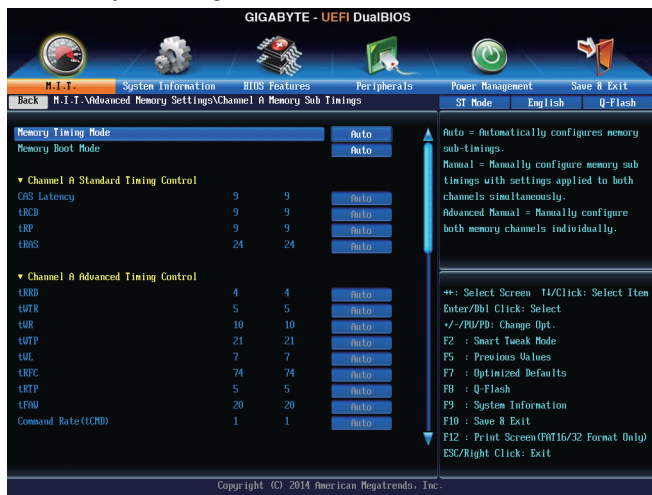 GIGABYTE - UEFI DualBIOS
M.I.T. System Information BIOS Features Peripherals Power Management Save & Exit
Back M.I.T.\Advanced Memory Settings\Channel A Memory Sub Timings ST Mode English Q-Flash
Memory Timing Mode Auto
Memory Boot Mode Auto
▼ Channel A Standard Timing Control
CAS Latency 9 9 Auto
tRCD 9 9 Auto
tRP 9 9 Auto
tRAS 24 24 Auto
▼ Channel A Advanced Timing Control
tRRD 4 4 Auto
tWTR 5 5 Auto
tWR 10 10 Auto
tWTP 21 21 Auto
tWL 7 7 Auto
tRFC 74 74 Auto
tRTP 5 5 Auto
tFAW 20 20 Auto
Command Rate(tCMD) 1 1 Auto
Auto = Automatically configures memory
sub-timings.
Manual = Manually configure memory sub
timings with settings applied to both
channels simultaneously.
Advanced Manual = Manually configure
both memory channels individually.
→←: Select Screen ↑↓/Click: Select Item
Enter/Dbl Click: Select
+/-/PU/PD: Change Opt.
F2 : Smart Tweak Mode
F5 : Previous Values
F7 : Optimized Defaults
F8 : Q-Flash
F9 : System Information
F10 : Save & Exit
F12 : Print Screen(FAT16/32 Format Only)
ESC/Right Click: Exit
Copyright (C) 2014 American Megatrends, Inc.